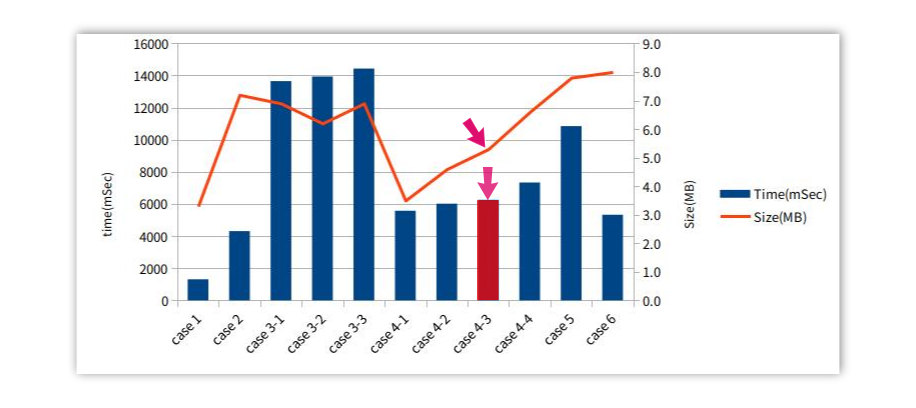 16000
14000
12000
10000
8000
6000
4000
2000
0
time(mSec)
9.0
8.0
7.0
6.0
5.0
4.0
3.0
2.0
1.0
0.0
Size(MB)
case 1
case 2
case 3-1
case 3-2
case 3-3
case 4-1
case 4-2
case 4-3
case 4-4
case 5
case 6
Time(mSec)
Size(MB)